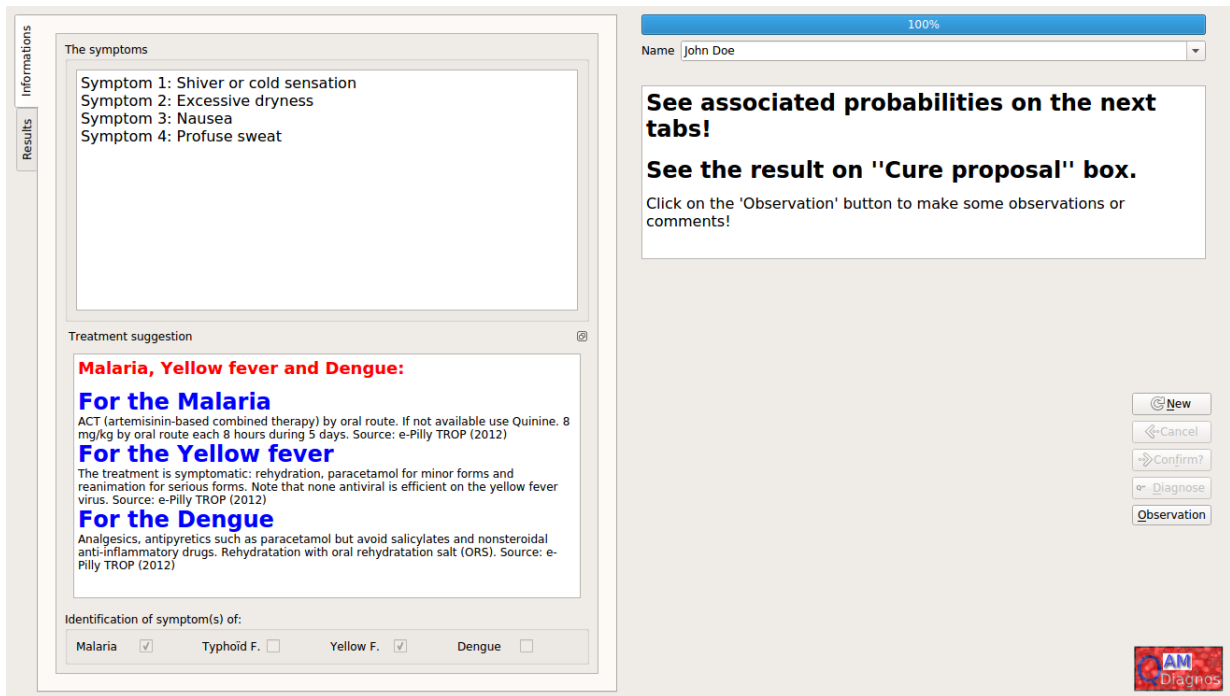 Informations
Results
The symptoms
Symptom 1: Shiver or cold sensation
Symptom 2: Excessive dryness
Symptom 3: Nausea
Symptom 4: Profuse sweat
Treatment suggestion
Malaria, Yellow fever and Dengue:
For the Malaria
ACT (artemisinin-based combined therapy) by oral route. If not available use Quinine. 8
mg/kg by oral route each 8 hours during 5 days. Source: e-Pilly TROP (2012)
For the Yellow fever
The treatment is symptomatic: rehydration, paracetamol for minor forms and
reanimation for serious forms. Note that none antiviral is efficient on the yellow fever
virus. Source: e-Pilly TROP (2012)
For the Dengue
Analgesics, antipyretics such as paracetamol but avoid salicylates and nonsteroidal
anti-inflammatory drugs. Rehydratation with oral rehydratation salt (ORS). Source: e-
Pilly TROP (2012)
Identification of symptom(s) of:
Malaria Typhoïd F. Yellow F. Dengue
100%
Name John Doe
See associated probabilities on the next
tabs!
See the result on ''Cure proposal'' box.
Click on the 'Observation' button to make some observations or
comments!
New
Cancel
Confirm?
Diagnose
Observation
QAM
Diagnos